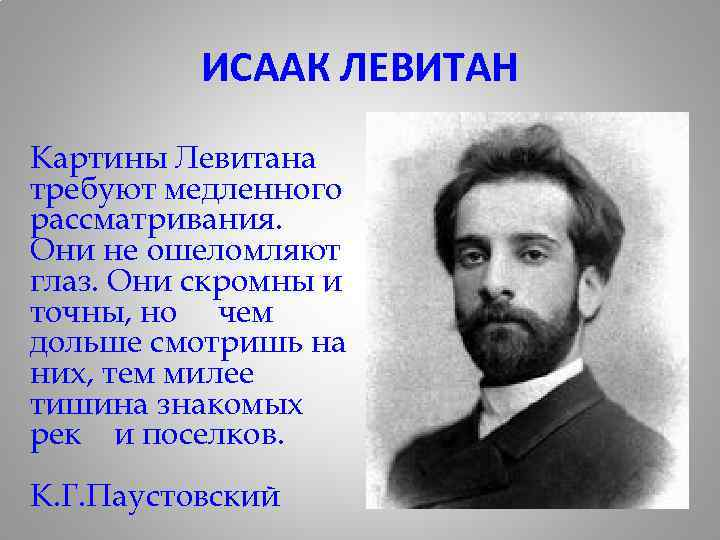 ИСААК ЛЕВИТАН
Картины Левитана
требуют медленного
рассматривания.
Они не ошеломляют
глаз. Они скромны и
точны, но чем
дольше смотришь на
них, тем милее
тишина знакомых
рек и поселков.
К. Г. Паустовский